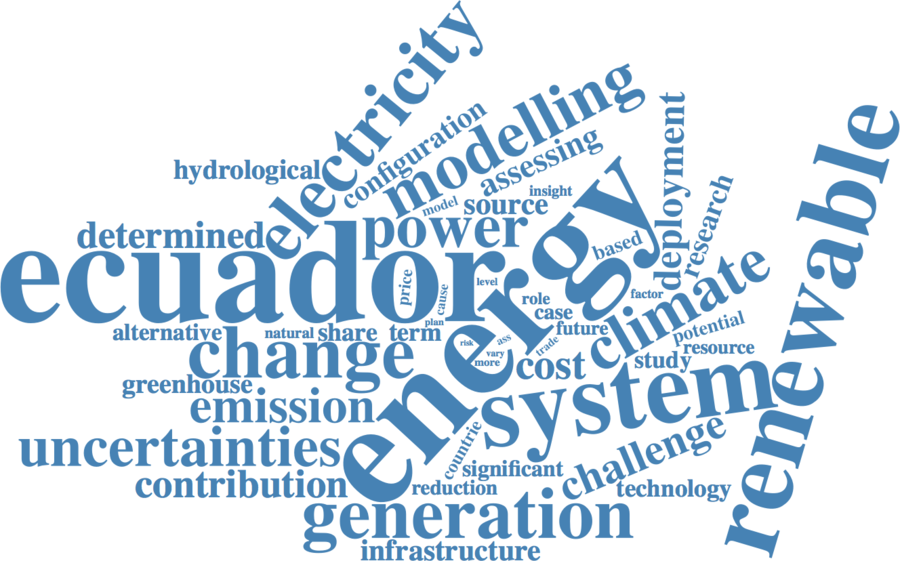 electricity
configuration
modelling
assessing
hydrological
deployment
renewable
research
model
insight
source
determined
power
ecuador
energy
based
climate
price
cause
level
role
factor
case
plan
future
alternative
natural
share
term
potential
change
risk
ass
trade
vary
more
cost
study
resource
greenhouse
system
emission
uncertainties
countrie
challenge
significant
contribution
reduction
technology
generation
infrastructure